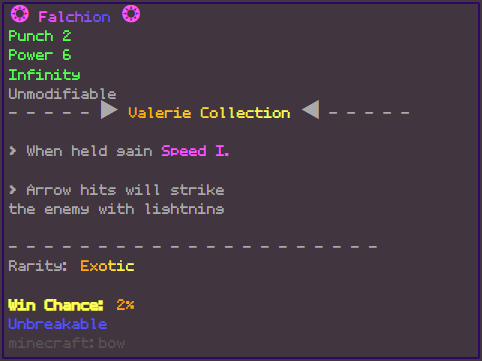 ❂ Falchion ❂
Punch 2
Power 6
Infinity
Unmodifiable
- - - - - ▶ Valerie Collection ◀ - - - - -
> When held gain Speed I.
> Arrow hits will strike
the enemy with lightning
- - - - - - - - - - - - - - - - - - - - - -
Rarity: Exotic
Win Chance: 2%
Unbreakable
minecraft:bow